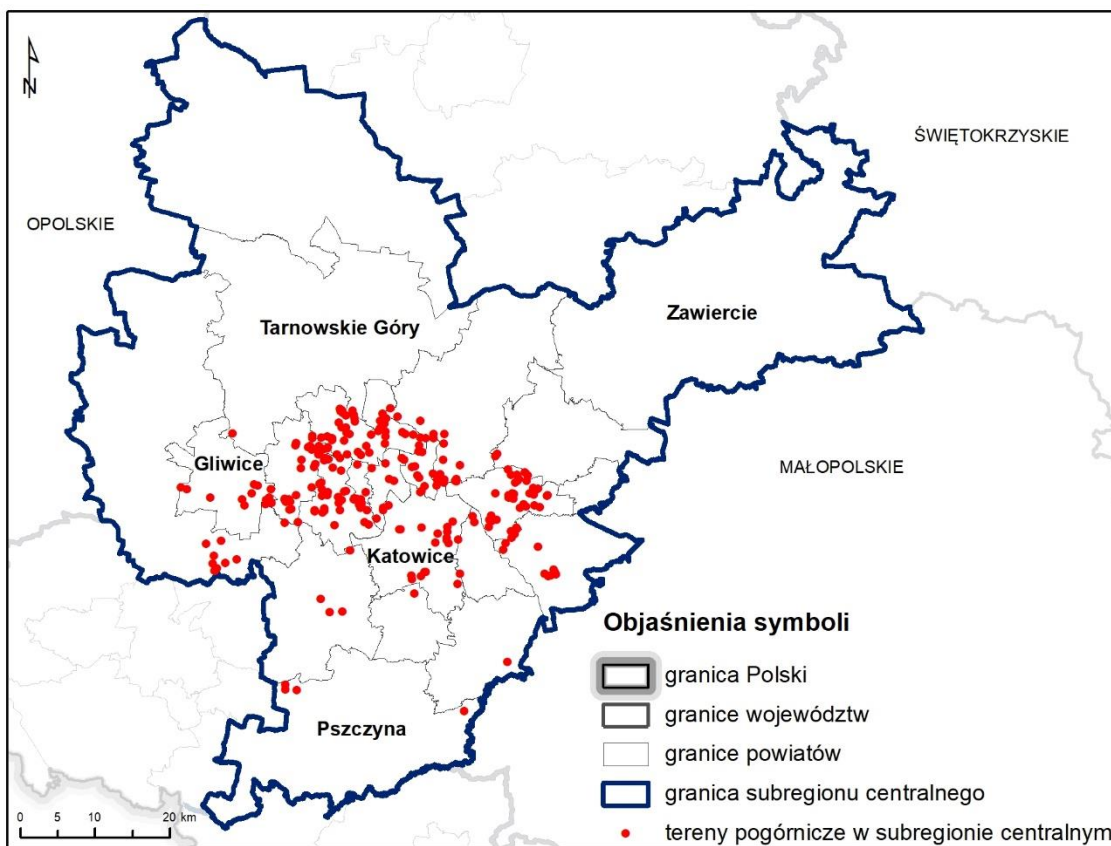 N
ŚWIĘTOKRZYSKIE
OPOLSKIE
Zawiercie
Tarnowskie Góry
Gliwice
MAŁOPOLSKIE
Katowice
Pszczyna
Objaśnienia symboli
granica Polski
granice województw
granice powiatów
granica subregionu centralnego
tereny pogórnicze w subregionie centralnym
0 5 10 20 km